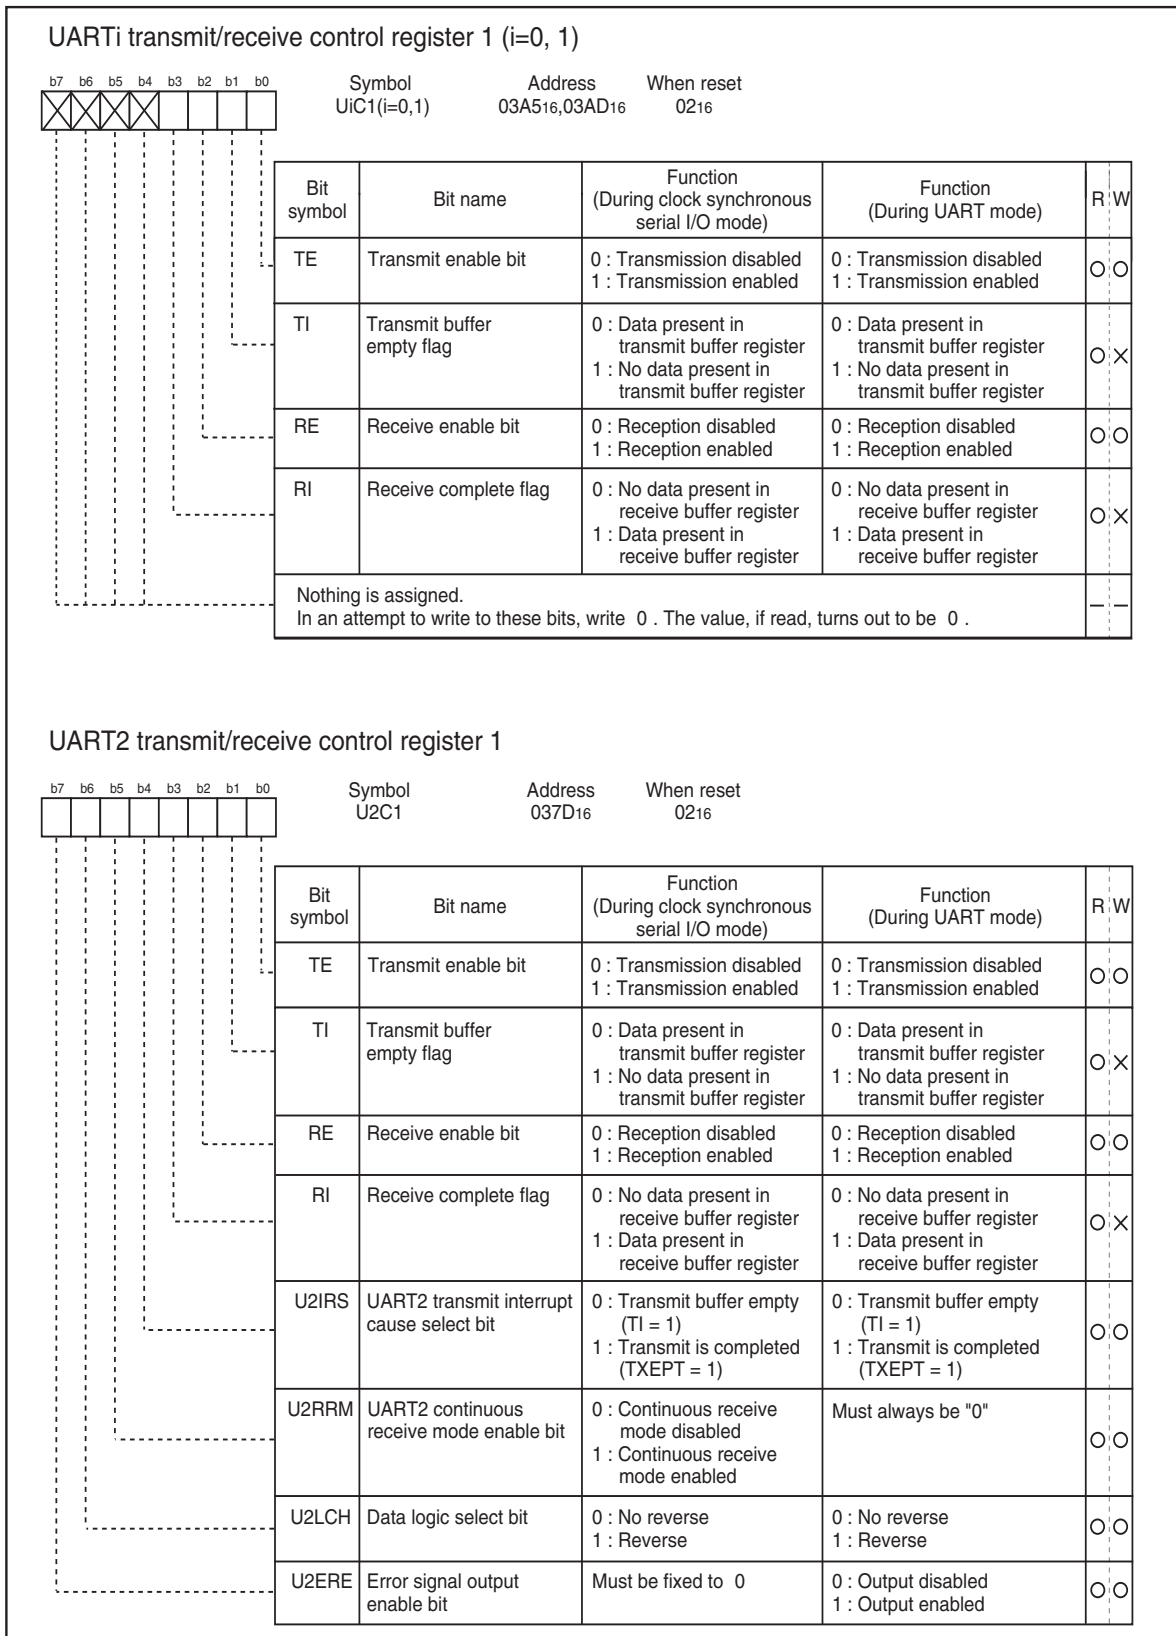 UARTi transmit/receive control register 1 (i=0, 1)
b7 b6 b5 b4 b3 b2 b1 b0
Symbol Address When reset
UiC1(i=0,1) 03A516,03AD16 0216
Bit symbol
Bit name
Function
(During clock synchronous
serial I/O mode)
Function
(During UART mode)
R W
TE
Transmit enable bit
0 : Transmission disabled
1 : Transmission enabled
0 : Transmission disabled
1 : Transmission enabled
TI
Transmit buffer
empty flag
0 : Data present in
transmit buffer register
1 : No data present in
transmit buffer register
0 : Data present in
transmit buffer register
1 : No data present in
transmit buffer register
RE
Receive enable bit
0 : Reception disabled
1 : Reception enabled
0 : Reception disabled
1 : Reception enabled
RI
Receive complete flag
0 : No data present in
receive buffer register
1 : Data present in
receive buffer register
0 : No data present in
receive buffer register
1 : Data present in
receive buffer register
Nothing is assigned.
In an attempt to write to these bits, write 0 . The value, if read, turns out to be 0 .
UART2 transmit/receive control register 1
b7 b6 b5 b4 b3 b2 b1 b0
Symbol Address When reset
U2C1 037D16 0216
Bit symbol
Bit name
Function
(During clock synchronous
serial I/O mode)
Function
(During UART mode)
R W
TE
Transmit enable bit
0 : Transmission disabled
1 : Transmission enabled
0 : Transmission disabled
1 : Transmission enabled
TI
Transmit buffer
empty flag
0 : Data present in
transmit buffer register
1 : No data present in
transmit buffer register
0 : Data present in
transmit buffer register
1 : No data present in
transmit buffer register
RE
Receive enable bit
0 : Reception disabled
1 : Reception enabled
0 : Reception disabled
1 : Reception enabled
RI
Receive complete flag
0 : No data present in
receive buffer register
1 : Data present in
receive buffer register
0 : No data present in
receive buffer register
1 : Data present in
receive buffer register
U2IRS
UART2 transmit interrupt
cause select bit
0 : Transmit buffer empty
(TI = 1)
1 : Transmit is completed
(TXEPT = 1)
0 : Transmit buffer empty
(TI = 1)
1 : Transmit is completed
(TXEPT = 1)
U2RRM
UART2 continuous
receive mode enable bit
0 : Continuous receive
mode disabled
1 : Continuous receive
mode enabled
Must always be "0"
U2LCH
Data logic select bit
0 : No reverse
1 : Reverse
0 : No reverse
1 : Reverse
U2ERE
Error signal output
enable bit
Must be fixed to 0
0 : Output disabled
1 : Output enabled